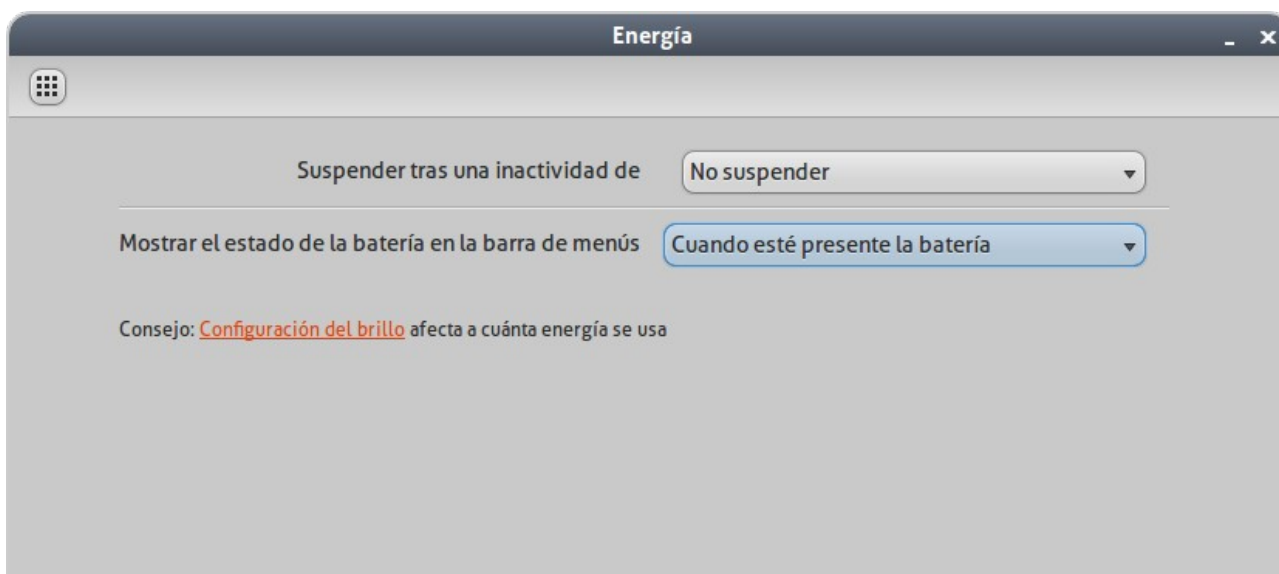 Energía
Suspender tras una inactividad de No suspender
Mostrar el estado de la batería en la barra de menús Cuando esté presente la batería
Consejo: Configuración del brillo afecta a cuánta energía se usa